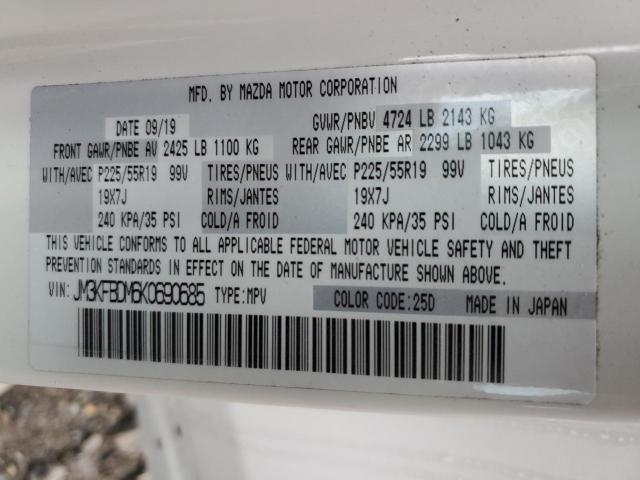 MFD. BY MAZDA MOTOR CORPORATION
DATE 09/19 GVWR/PNBV 4724 LB 2143 KG
FRONT GAWR/PNBE AV 2425 LB 1100 KG REAR GAWR/PNBE AR 2299 LB 1043 KG
WITH/AVEC P225/55R19 99V TIRES/PNEUS WITH/AVEC P225/55R19 99V TIRES/PNEUS
19X7J RIMS/JANTES 19X7J RIMS/JANTES
240 KPA/35 PSI COLD/A FROID 240 KPA/35 PSI COLD/A FROID
THIS VEHICLE CONFORMS TO ALL APPLICABLE FEDERAL MOTOR VEHICLE SAFETY AND THEFT
PREVENTION STANDARDS IN EFFECT ON THE DATE OF MANUFACTURE SHOWN ABOVE.
VIN: JM3KFBDM6K0690685 TYPE:MPV COLOR CODE:25D MADE IN JAPAN